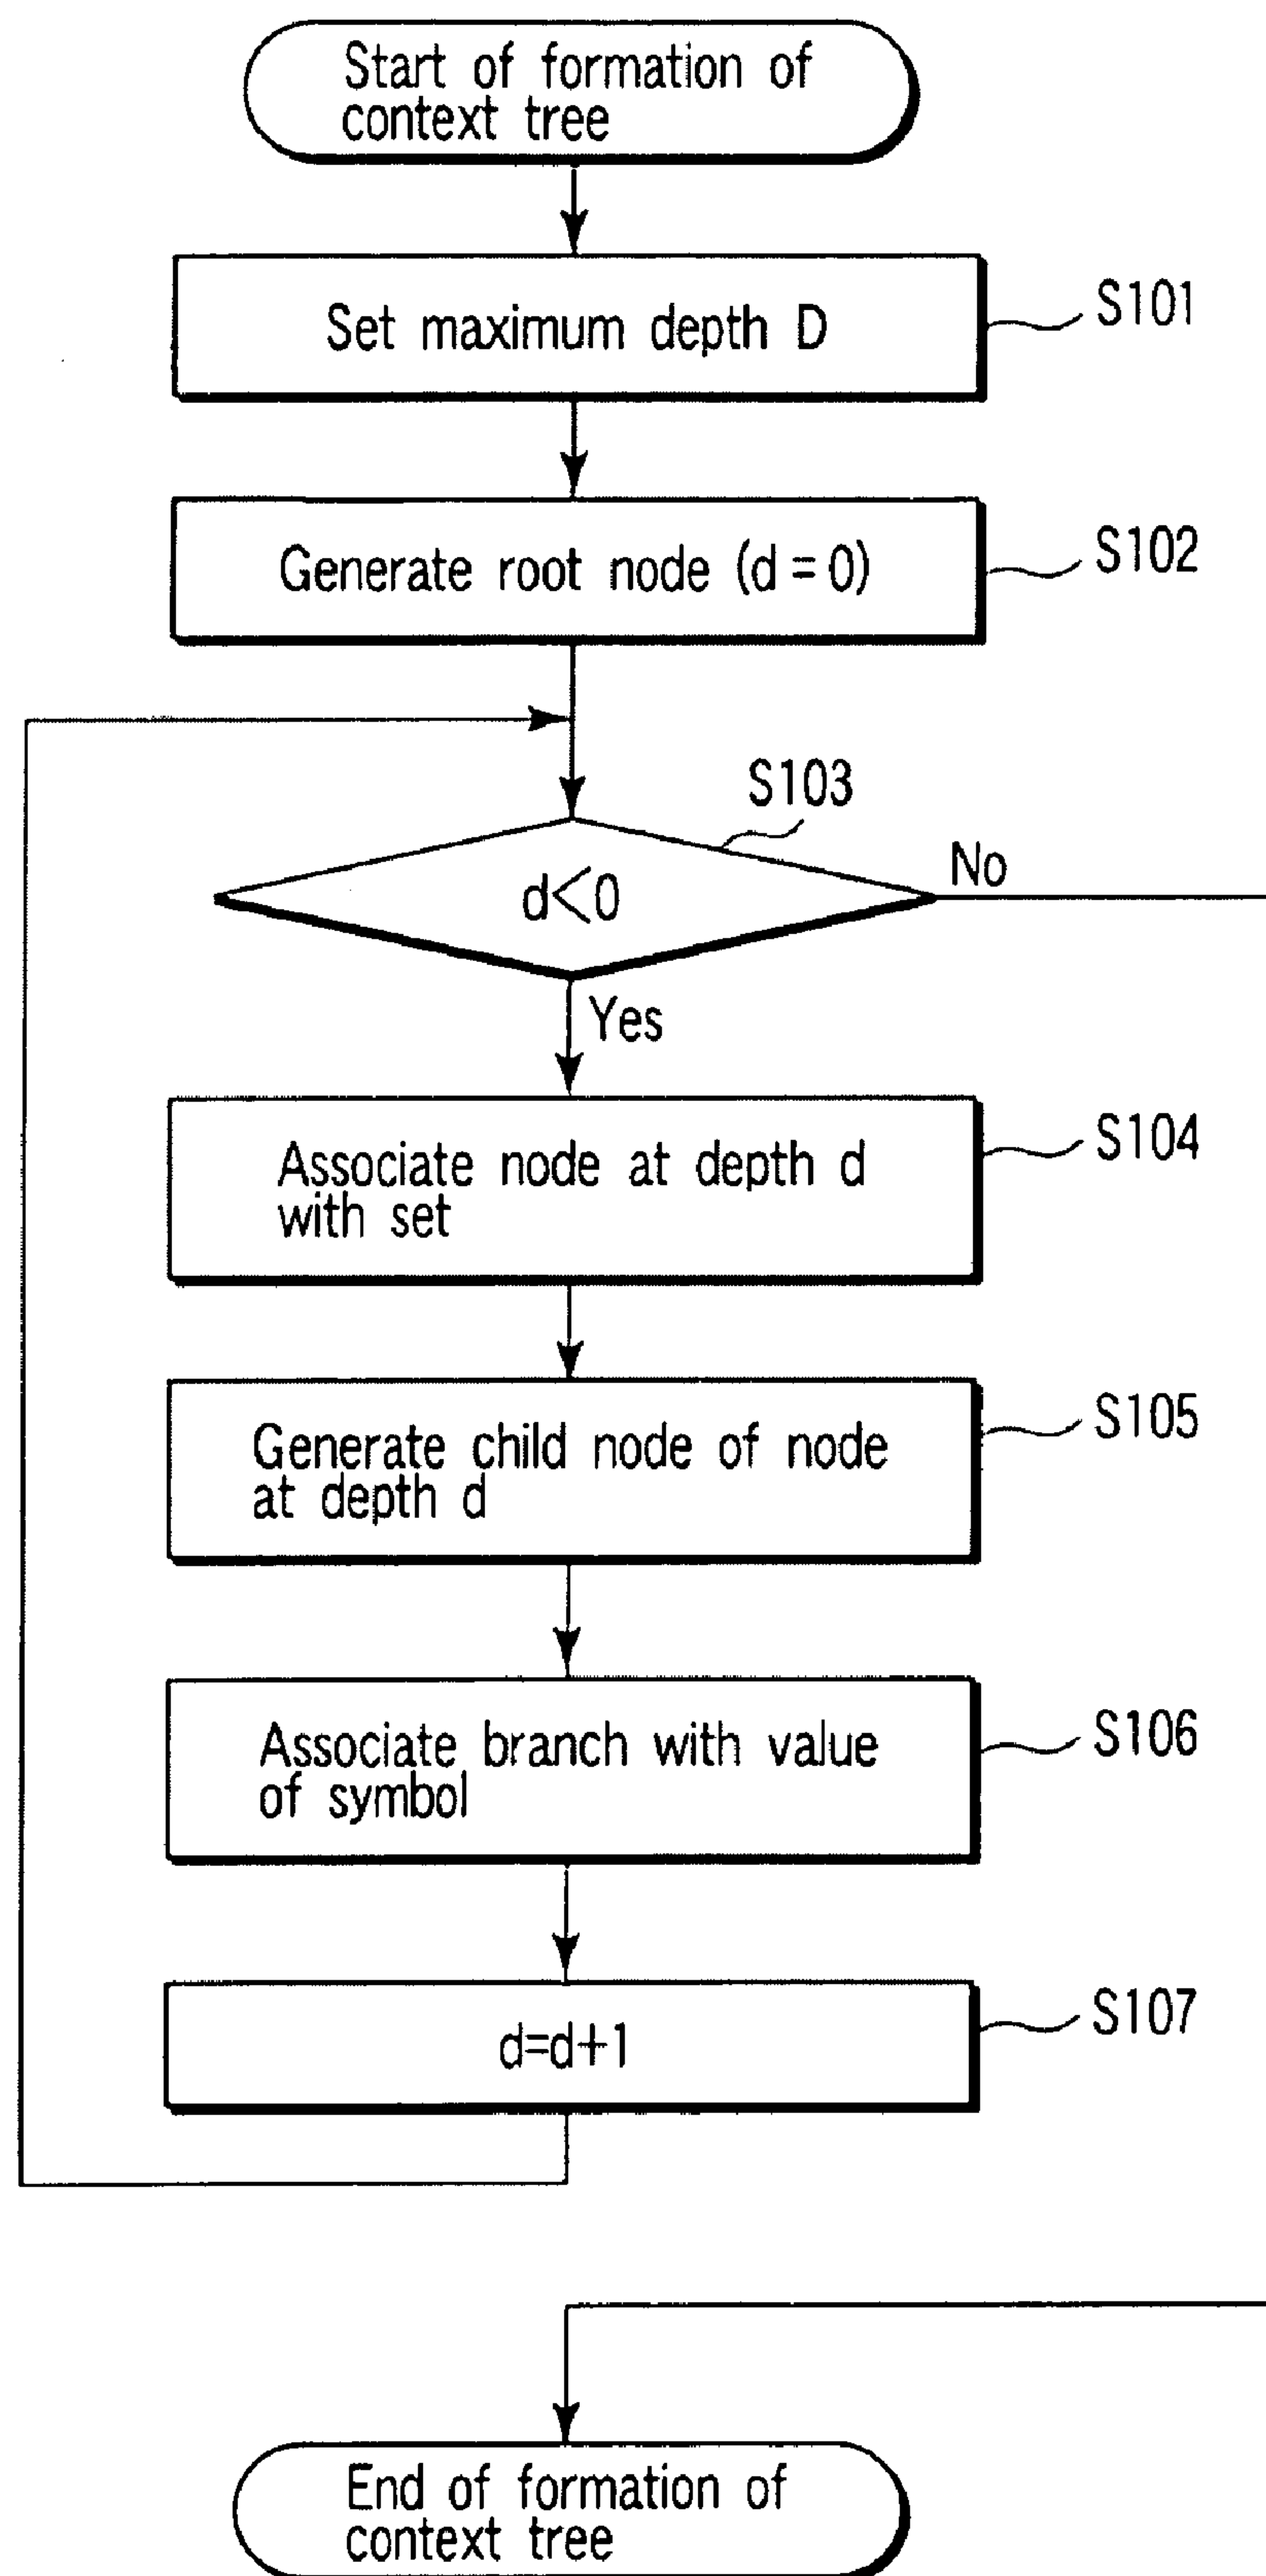 Start of formation of
context tree
Set maximum depth D
S101
Generate root node (d = 0)
S102
S103
d<0
No
Yes
Associate node at depth d
with set
S104
Generate child node of node
at depth d
S105
Associate branch with value
of symbol
S106
d=d+1
S107
End of formation of
context tree